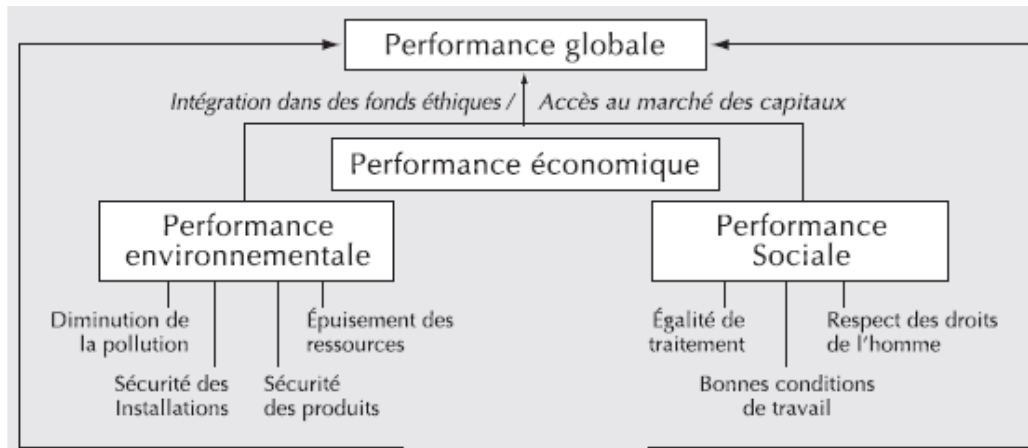 Performance globale
Intégration dans des fonds éthiques / Accès au marché des capitaux
Performance économique
Performance
environnementale
Performance
Sociale
Diminution de
la pollution
Épuisement des
ressources
Sécurité des
Installations
Sécurité
des produits
Égalité de
traitement
Respect des droits
de l'homme
Bonnes conditions
de travail